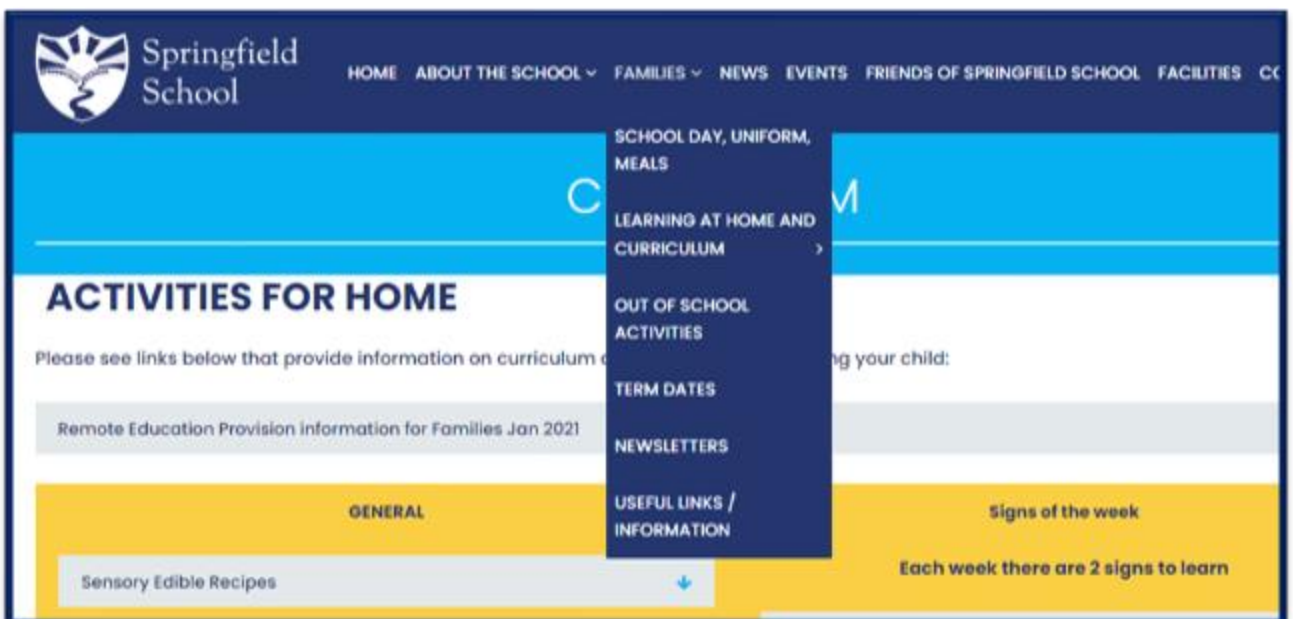 Springfield
School
HOME ABOUT THE SCHOOL FAMILIES NEWS EVENTS FRIENDS OF SPRINGFIELD SCHOOL FACILITIES
SCHOOL DAY, UNIFORM,
MEALS
LEARNING AT HOME AND
CURRICULUM >
OUT OF SCHOOL
ACTIVITIES
TERM DATES
NEWSLETTERS
USEFUL LINKS /
INFORMATION
ACTIVITIES FOR HOME
Please see links below that provide information on curriculum your child:
Remote Education Provision information for Families Jan 2021
GENERAL
Sensory Edible Recipes
Signs of the week
Each week there are 2 signs to learn